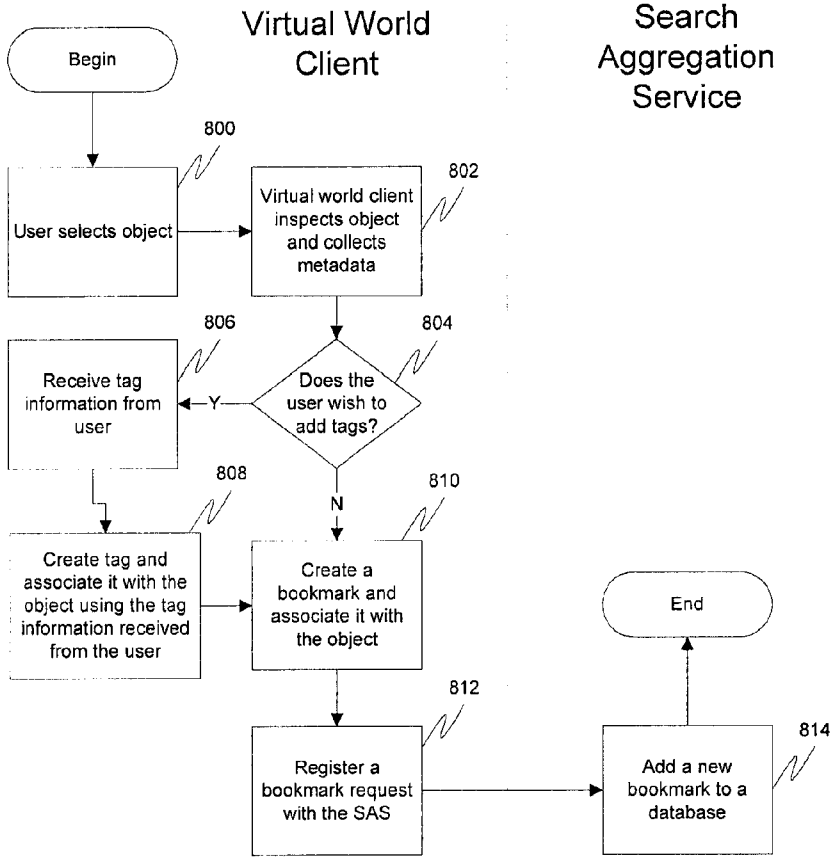 Virtual World
Client
Search
Aggregation
Service
Begin
800
User selects object
802
Virtual world client
inspects object
and collects
metadata
804
Does the
user wish to
add tags?
Y
N
806
Receive tag
information from
user
808
Create tag and
associate it with the
object using the tag
information received
from the user
810
Create a
bookmark and
associate it with
the object
812
Register a
bookmark request
with the SAS
814
Add a new
bookmark to a
database
End